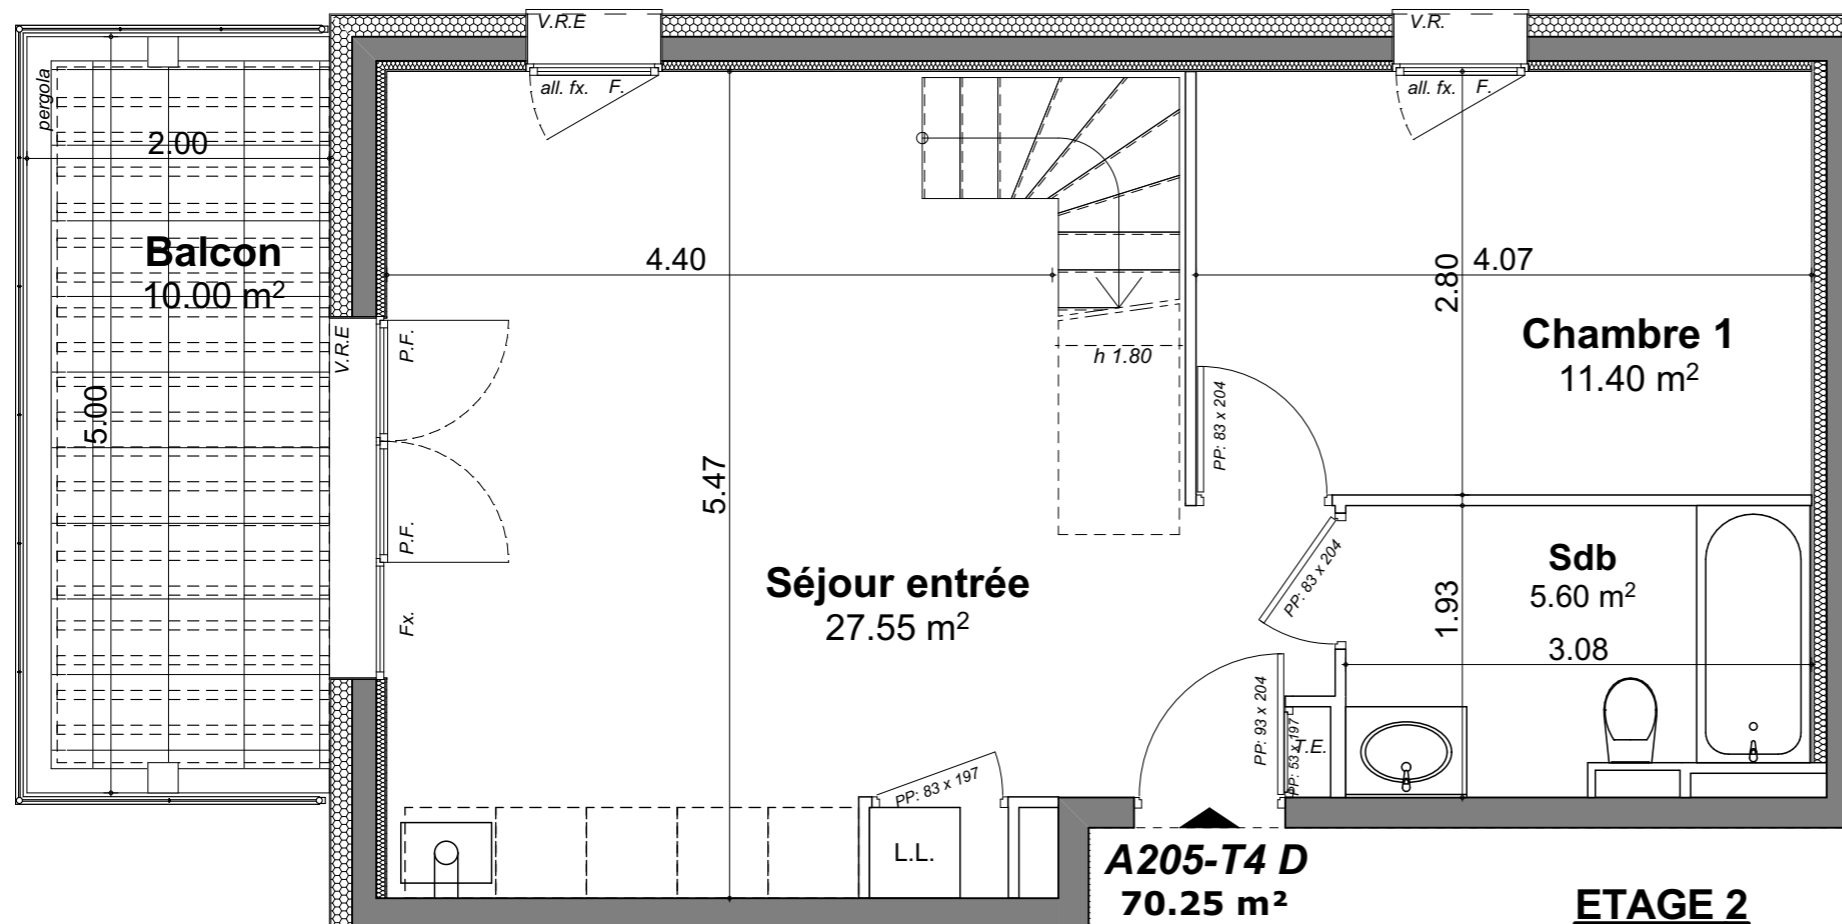 V.R.E
V.R.
all. fx. F.
all. fx. F.
pergola
2.00
Balcon
10.00 m²
5.00
V.R.E
P.F.
P.F.
Fx.
4.40
5.47
h 1.80
4.07
2.80
Chambre 1
11.40 m²
PP: 83 x 204
Séjour entrée
27.55 m²
PP: 83 x 204
Sdb
5.60 m²
1.93
3.08
PP: 93 x 204
PP: 53 x 197
T.E.
PP: 83 x 197
L.L.
A205-T4 D
70.25 m²
ETAGE 2